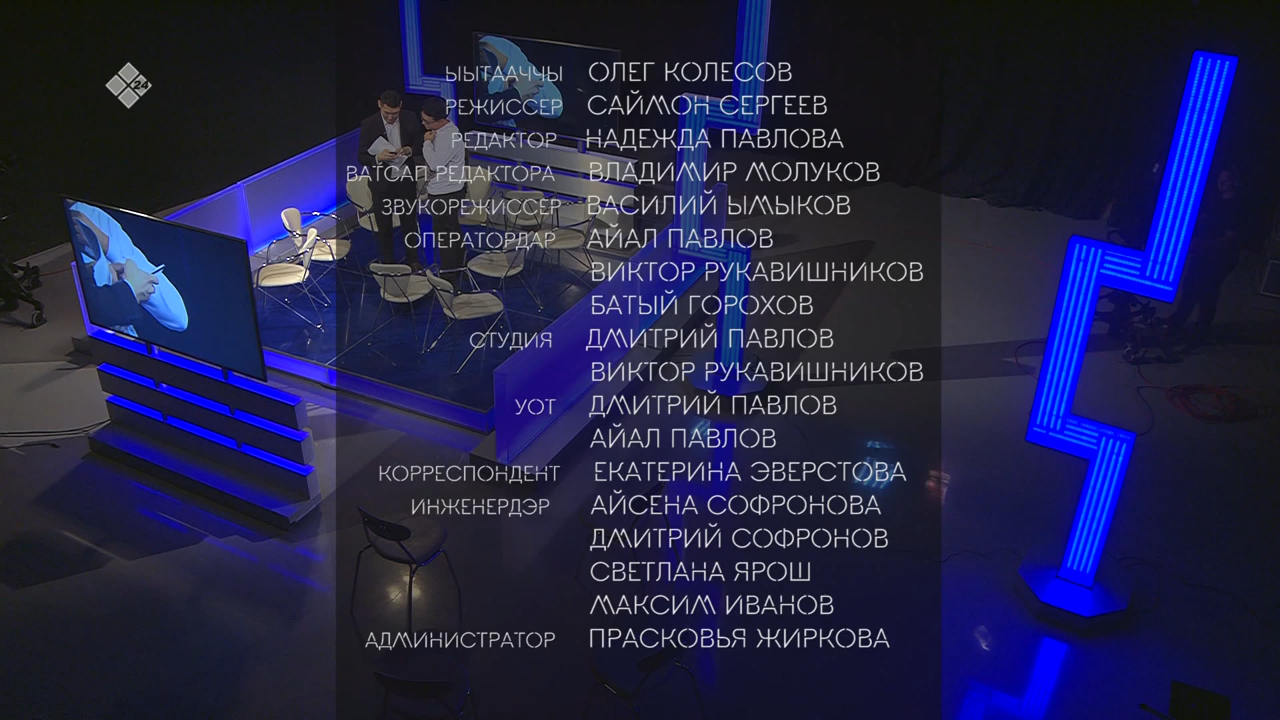 24
ЫЫТААЧЧЫ ОЛЕГ КОЛЕСОВ
РЕЖИССЕР САЙМОН СЕРГЕЕВ
РЕДАКТОР НАДЕЖДА ПАВЛОВА
ВАТСАП РЕДАКТОРА ВЛАДИМИР МОЛУКОВ
ЗВУКОРЕЖИССЕР ВАСИЛИЙ ЫМЫКОВ
ОПЕРАТОРДАР АЙАЛ ПАВЛОВ
ВИКТОР РУКАВИШНИКОВ
БАТЫЙ ГОРОХОВ
СТУДИЯ ДМИТРИЙ ПАВЛОВ
ВИКТОР РУКАВИШНИКОВ
УОТ ДМИТРИЙ ПАВЛОВ
АЙАЛ ПАВЛОВ
КОРРЕСПОНДЕНТ ЕКАТЕРИНА ЭВЕРСТОВА
ИНЖЕНЕРДЭР АЙСЕНА СОФРОНОВА
ДМИТРИЙ СОФРОНОВ
СВЕТЛАНА ЯРОШ
МАКСИМ ИВАНОВ
АДМИНИСТРАТОР ПРАСКОВЬЯ ЖИРКОВА